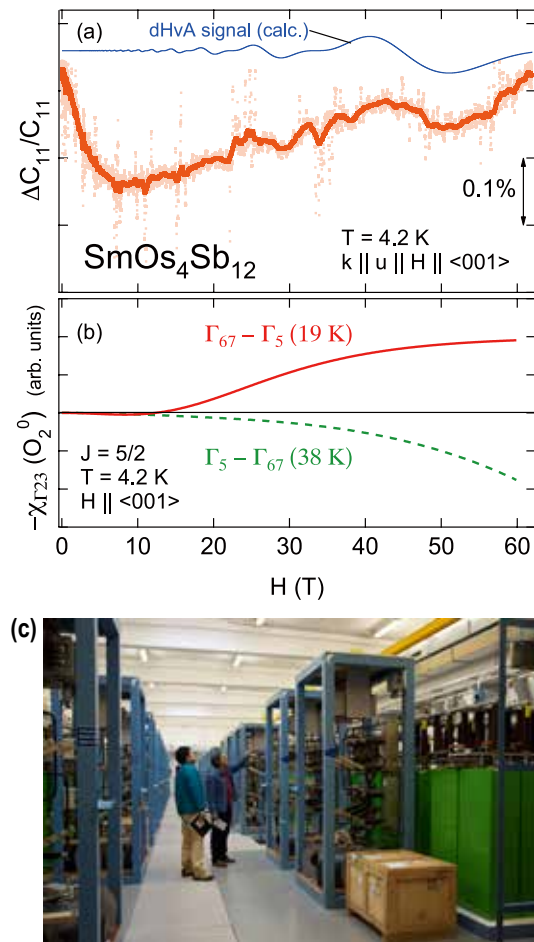 (a)
dHvA signal (calc.)
ΔC₁₁/C₁₁
0.1%
T = 4.2 K
k || u || H || <001>
SmOs₄Sb₁₂
(b)
Γ₆₇ – Γ₅ (19 K)
Γ₅ – Γ₆₇ (38 K)
−χ_Γ23 (O₂⁰) (arb. units)
J = 5/2
T = 4.2 K
H || <001>
0 10 20 30 40 50 60
H (T)
(c)